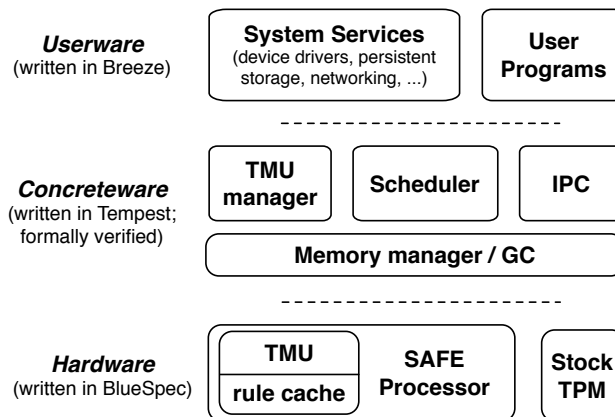 Userware
(written in Breeze)
System Services
(device drivers, persistent
storage, networking, ...)
User
Programs
Concreteware
(written in Tempest;
formally verified)
TMU
manager
Scheduler
IPC
Memory manager / GC
Hardware
(written in BlueSpec)
TMU
rule cache
SAFE
Processor
Stock
TPM